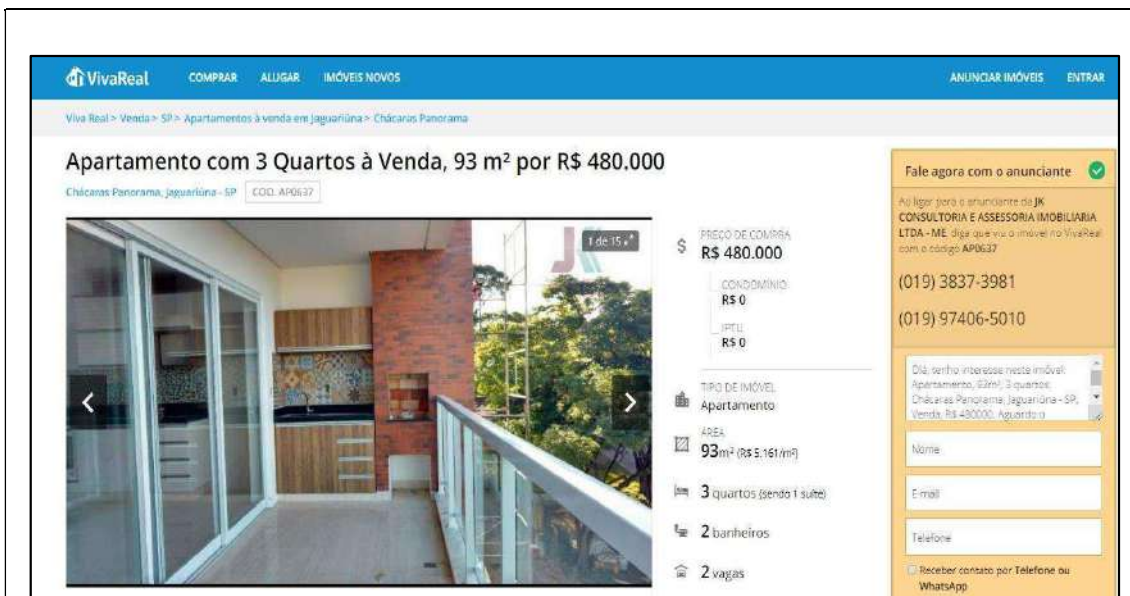 VivaReal COMPRAR ALUGAR IMÓVEIS NOVOS ANUNCIAR IMÓVEIS ENTRAR
Viva Real > Venda > SP > Apartamentos à venda em Jaguariúna > Chácaras Panorama
Apartamento com 3 Quartos à Venda, 93 m² por R$ 480.000
Chácaras Panorama, Jaguariúna - SP COD. AP0637
1 de 15
JK
$ PREÇO DE COMPRA
R$ 480.000
CONDOMÍNIO
R$ 0
IPTU
R$ 0
TIPO DE IMÓVEL
Apartamento
ÁREA
93m² (R$ 5.161/m²)
3 quartos (sendo 1 suíte)
2 banheiros
2 vagas
Fale agora com o anunciante
Ao ligar para o anunciante da JK
CONSULTORIA E ASSESSORIA IMOBILIARIA
LTDA - ME, diga que viu o imóvel no VivaReal
com o código AP0637
(019) 3837-3981
(019) 97406-5010
Olá, tenho interesse neste imóvel:
Apartamento, 93m², 3 quartos,
Chácaras Panorama, Jaguariúna - SP,
Venda, R$ 480000. Aguardo o
Nome
E-mail
Telefone
Receber contato por Telefone ou
WhatsApp